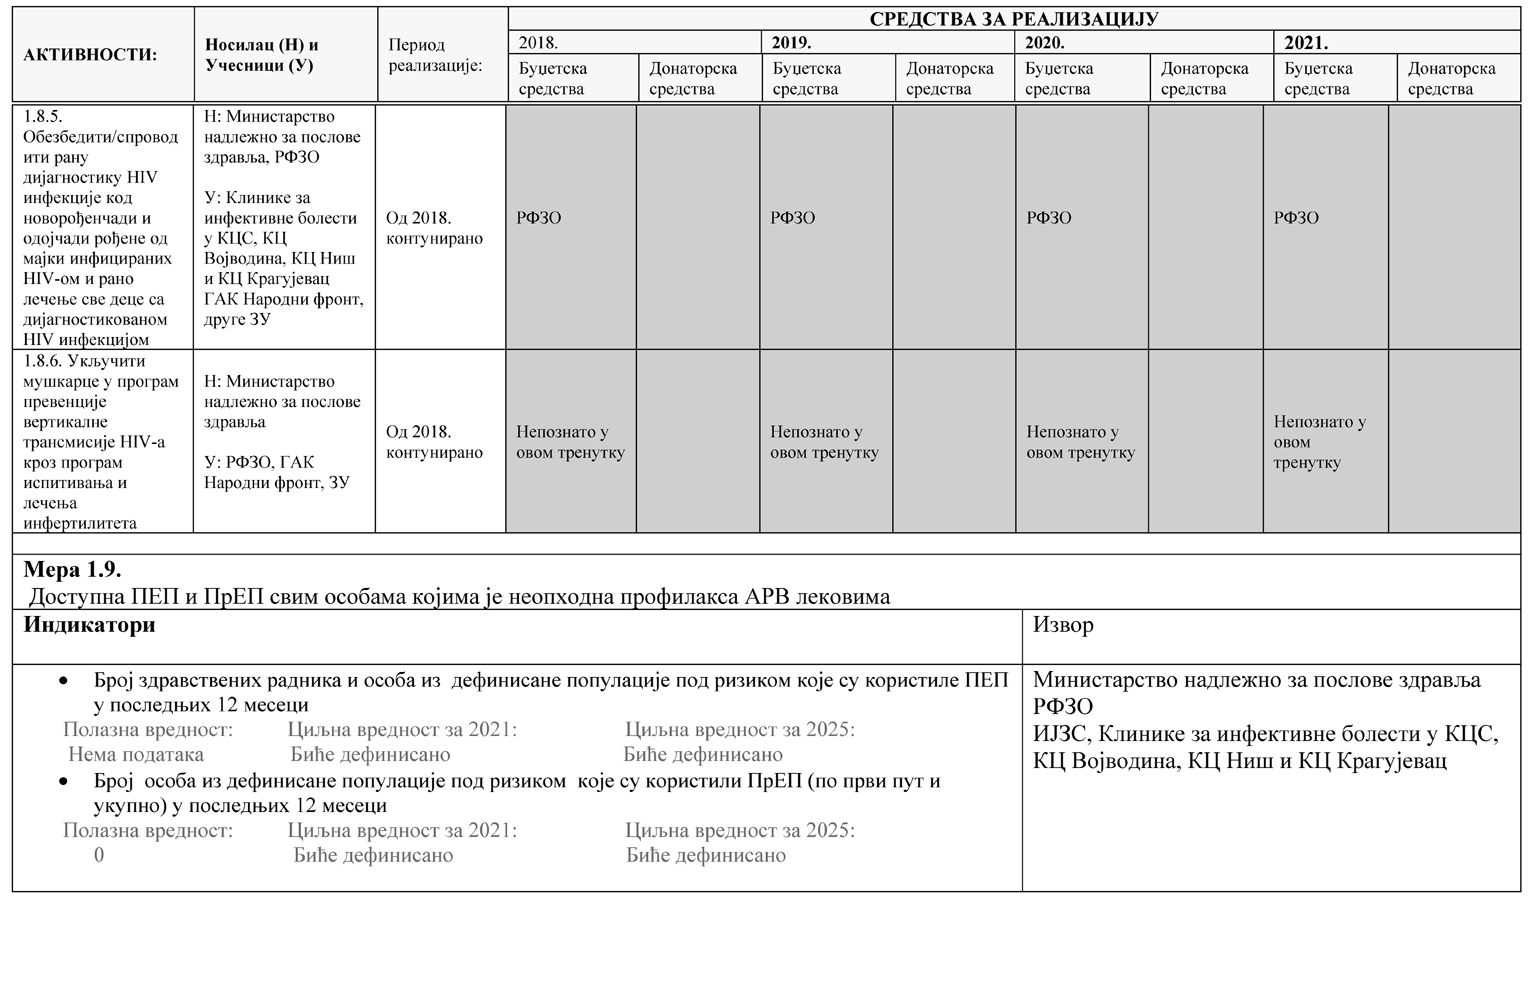 СРЕДСТВА ЗА РЕАЛИЗАЦИЈУ
АКТИВНОСТИ:
Носилац (Н) и
Учесници (У)
Период
реализације:
2018.
2019.
2020.
2021.
Буџетска
средства
Донаторска
средства
Буџетска
средства
Донаторска
средства
Буџетска
средства
Донаторска
средства
Буџетска
средства
Донаторска
средства
1.8.5.
Обезбедити/спровод
ити рану
дијагностику HIV
инфекције код
новорођенчади и
одојчади рођене од
мајки инфицираних
HIV-ом и рано
лечење све деце са
дијагностикованом
HIV инфекцијом
Н: Министарство
надлежно за послове
здравља, РФЗО
У: Клинике за
инфективне болести
у КЦС, КЦ
Војводина, КЦ Ниш
и КЦ Крагујевац
ГАК Народни фронт,
друге ЗУ
Од 2018.
контунирано
РФЗО
РФЗО
РФЗО
РФЗО
1.8.6. Укључити
мушкарце у програм
превенције
вертикалне
трансмисије HIV-а
кроз програм
испитивања и
лечења
инфертилитета
Н: Министарство
надлежно за послове
здравља
У: РФЗО, ГАК
Народни фронт, ЗУ
Од 2018.
контунирано
Непознато у
овом тренутку
Непознато у
овом тренутку
Непознато у
овом тренутку
Непознато у
овом
тренутку
Мера 1.9.
Доступна ПЕП и ПрЕП свим особама којима је неопходна профилакса АРВ лековима
Индикатори
Извор
• Број здравствених радника и особа из дефинисане популације под ризиком које су користиле ПЕП
у последњих 12 месеци
Полазна вредност: Циљна вредност за 2021: Циљна вредност за 2025:
Нема података Биће дефинисано Биће дефинисано
• Број особа из дефинисане популације под ризиком које су користили ПрЕП (по први пут и
укупно) у последњих 12 месеци
Полазна вредност: Циљна вредност за 2021: Циљна вредност за 2025:
0 Биће дефинисано Биће дефинисано
Министарство надлежно за послове здравља
РФЗО
ИЈЗС, Клинике за инфективне болести у КЦС,
КЦ Војводина, КЦ Ниш и КЦ Крагујевац